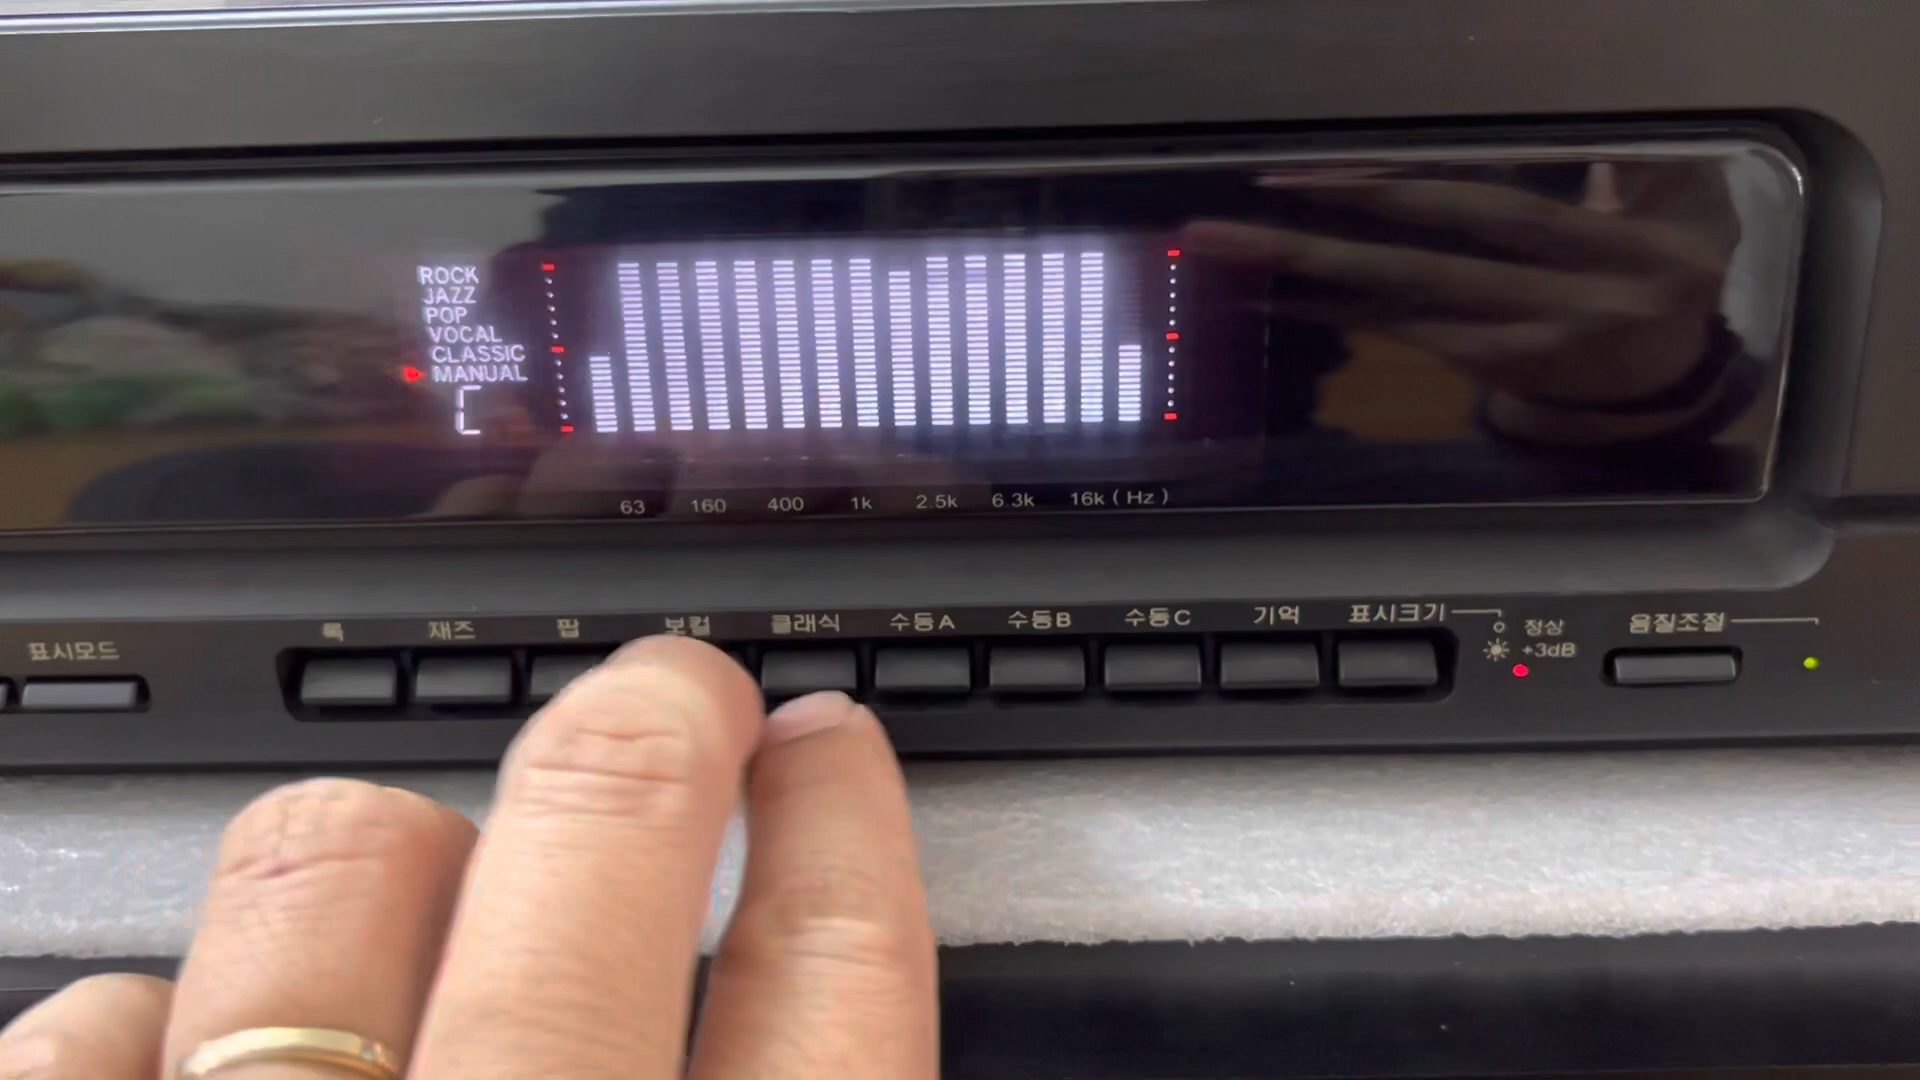 ROCK
JAZZ
POP
VOCAL
CLASSIC
MANUAL
C
63 160 400 1k 2.5k 6.3k 16k (Hz)
표시모드 록 재즈 팝 보컬 클래식 수동A 수동B 수동C 기억 표시크기 정상 음질조절
+3dB